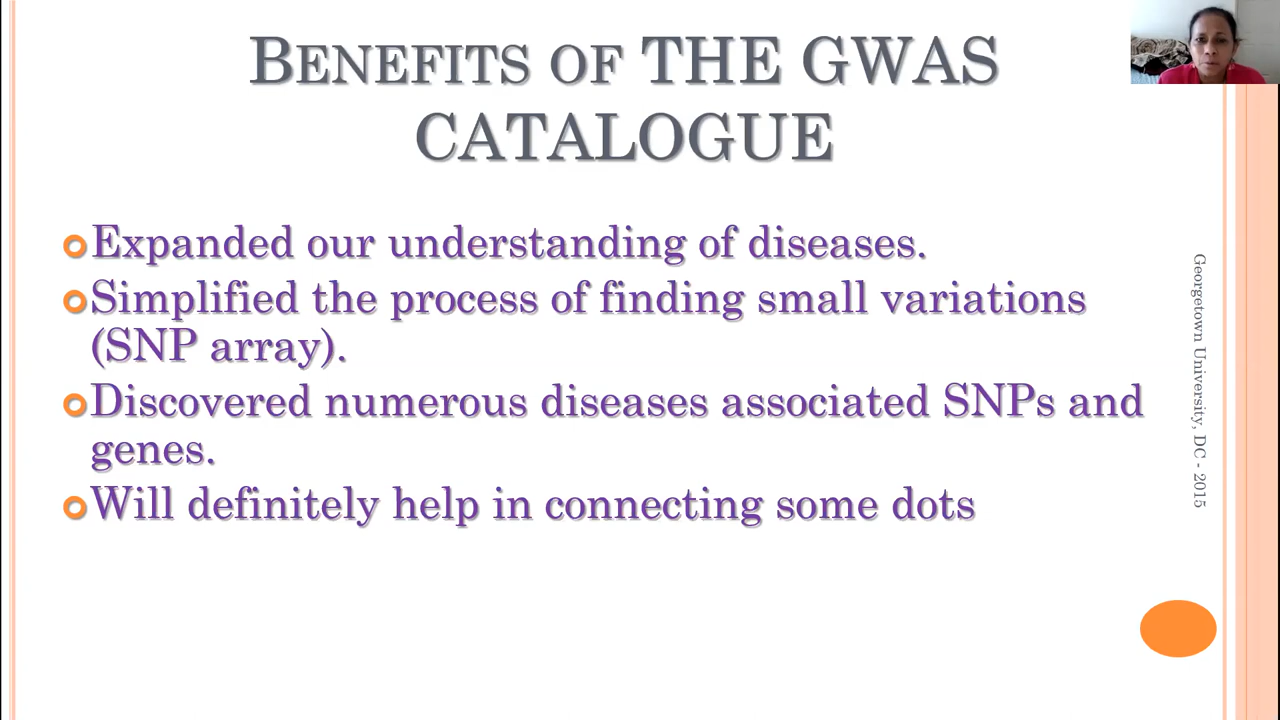 BENEFITS OF THE GWAS
CATALOGUE
Expanded our understanding of diseases.
Simplified the process of finding small variations
(SNP array).
Discovered numerous diseases associated SNPs and
genes.
Will definitely help in connecting some dots
Georgetown University, DC - 2015